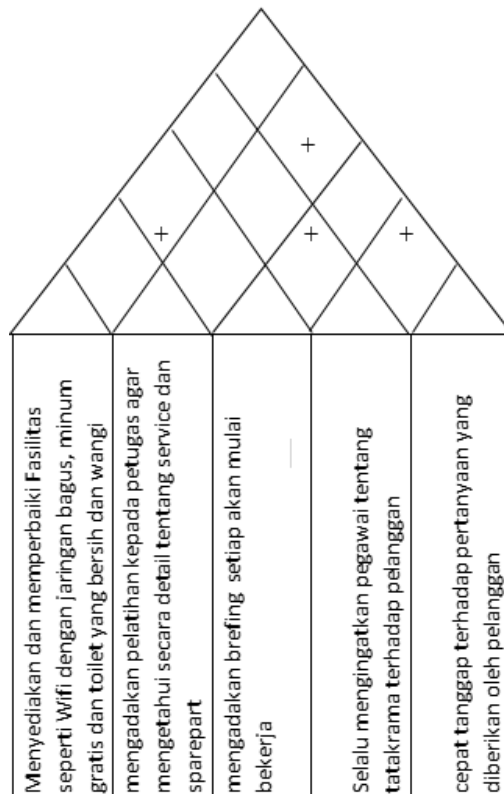 +
+
+
+
Menyediakan dan memperbaiki Fasilitas
seperti Wifi dengan jaringan bagus, minum
gratis dan toilet yang bersih dan wangi
mengadakan pelatihan kepada petugas agar
mengetahui secara detail tentang service dan
sparepart
mengadakan brefing setiap akan mulai
bekerja
Selalu mengingatkan pegawai tentang
tatakrama terhadap pelanggan
cepat tanggap terhadap pertanyaan yang
diberikan oleh pelanggan